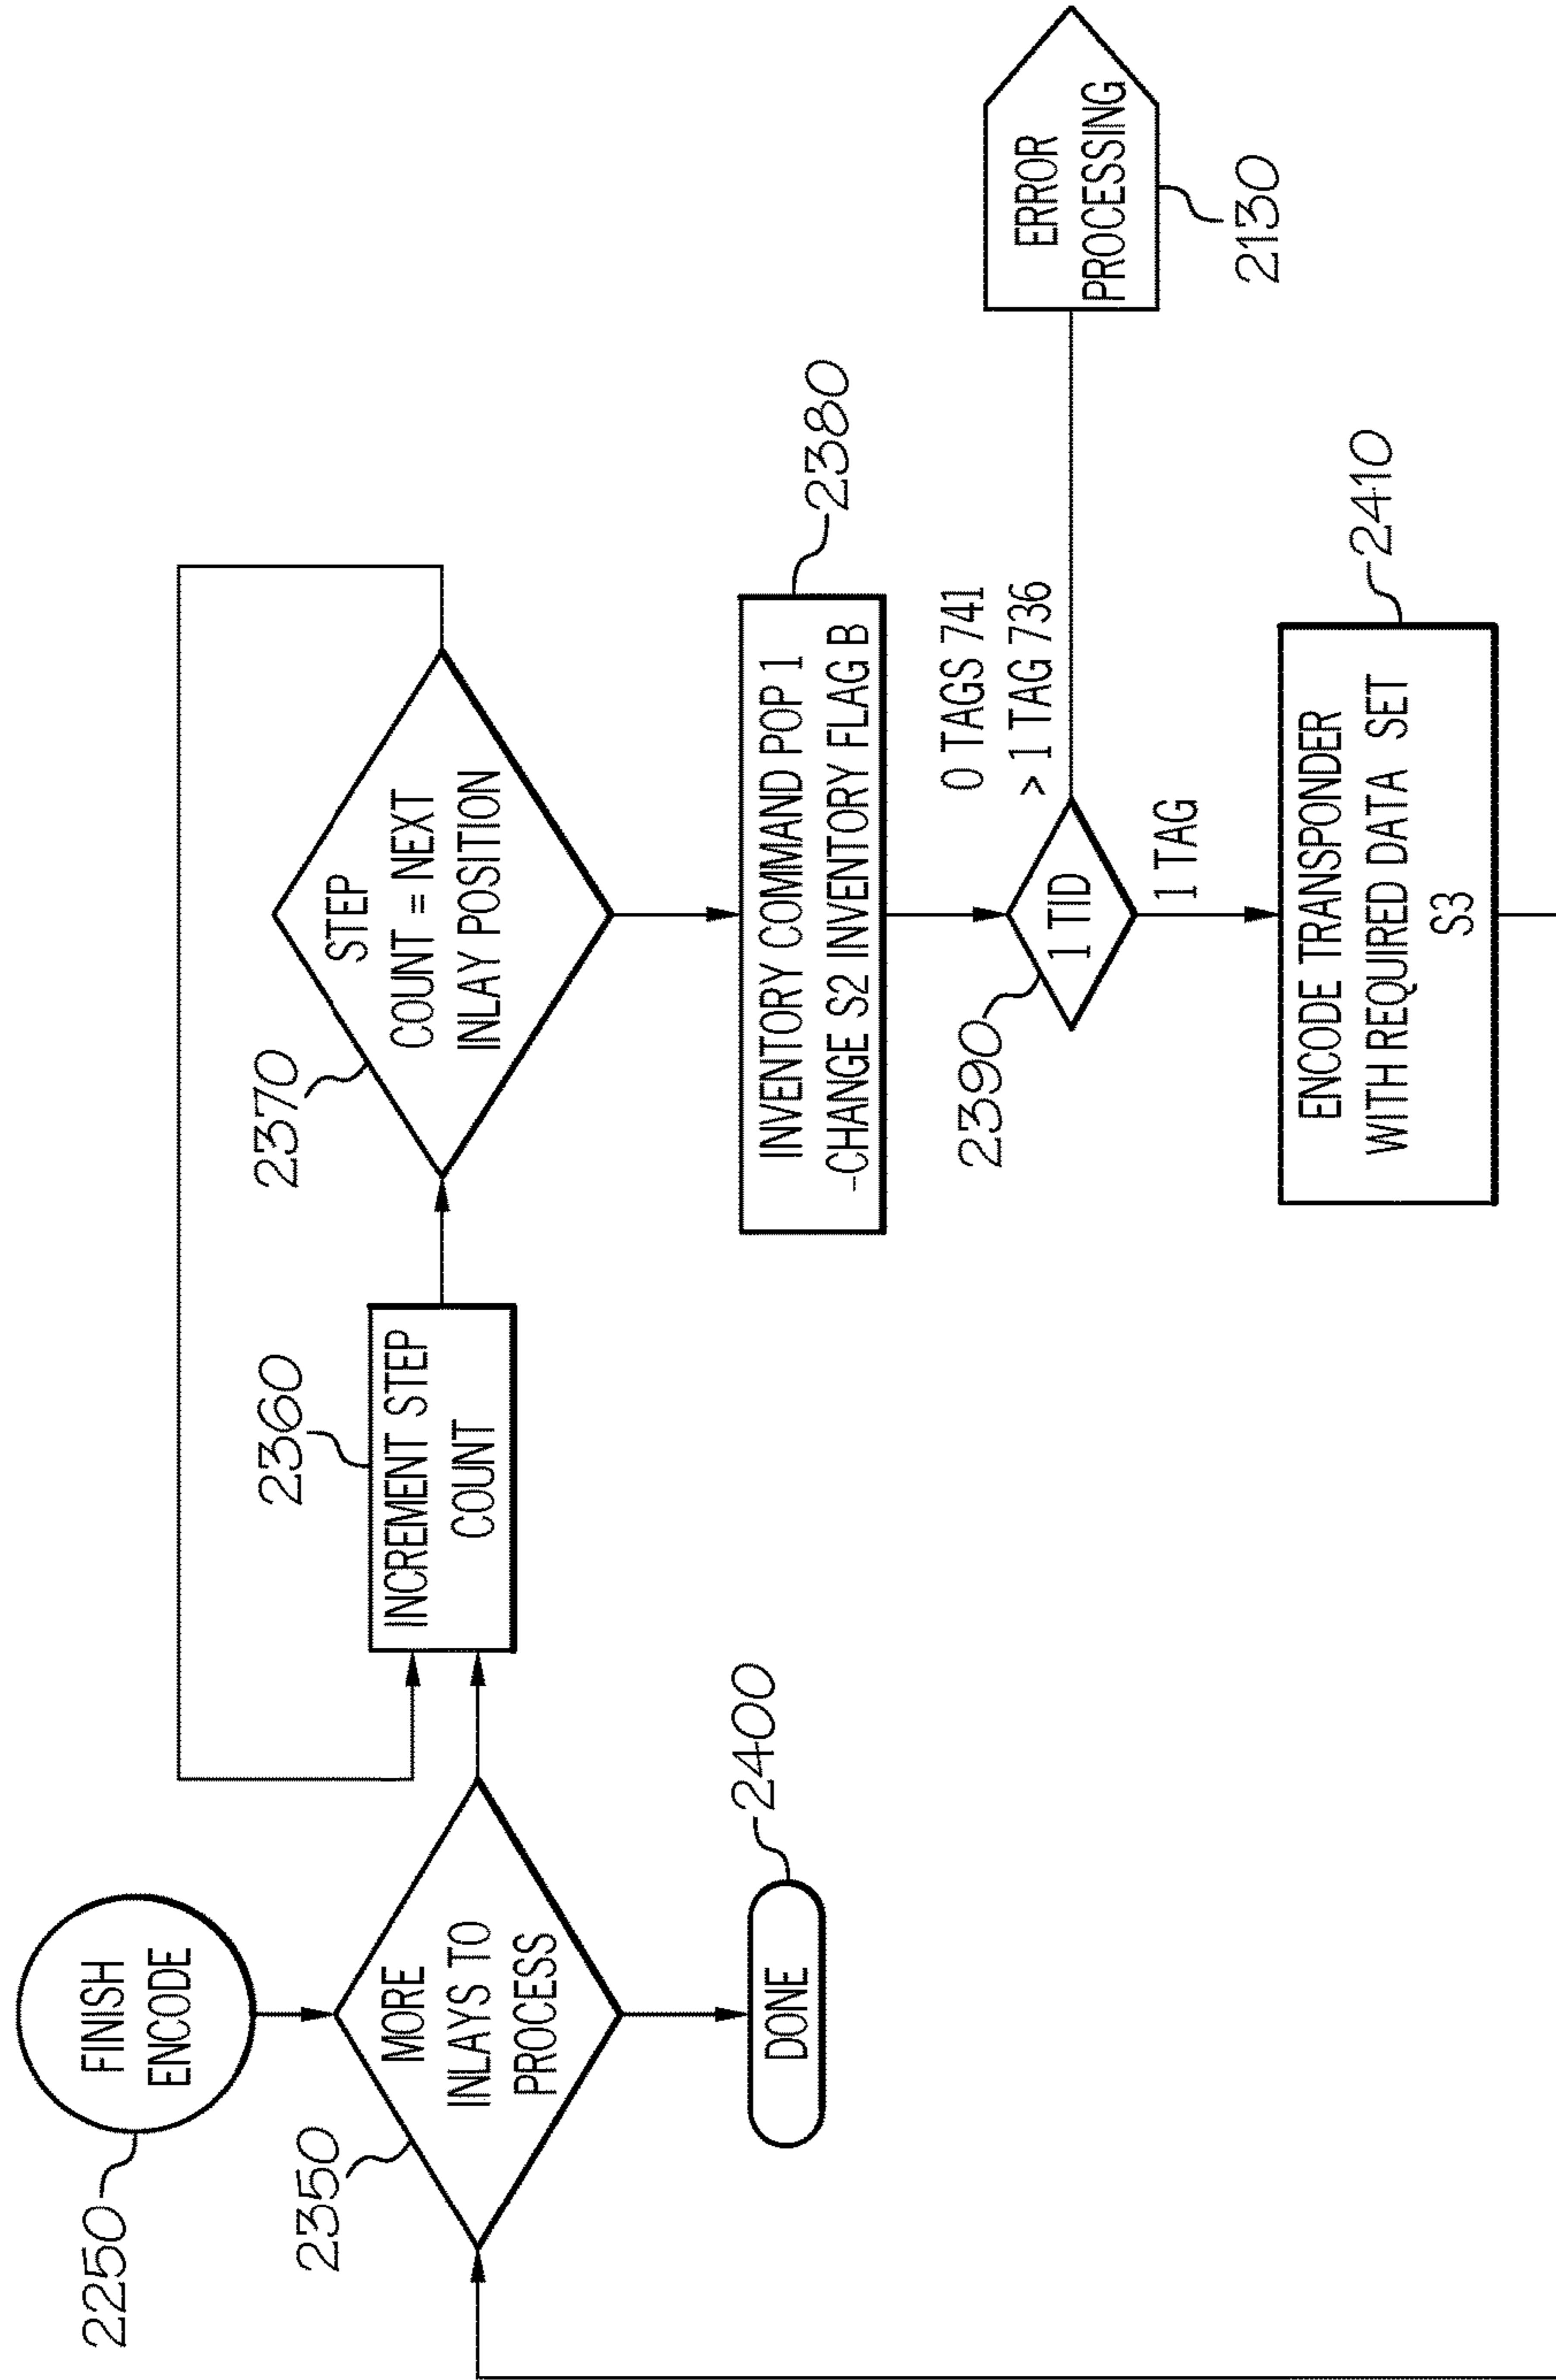 2250
FINISH
ENCODE
2350
MORE
INLAYS TO
PROCESS
DONE
2400
2360
INCREMENT STEP
COUNT
2370
STEP
COUNT = NEXT
INLAY POSITION
INVENTORY COMMAND POP 1
-CHANGE S2 INVENTORY FLAG B
2380
2390
1 TID
0 TAGS 741
> 1 TAG 736
1 TAG
ERROR
PROCESSING
2130
ENCODE TRANSPONDER
WITH REQUIRED DATA SET
S3
2410